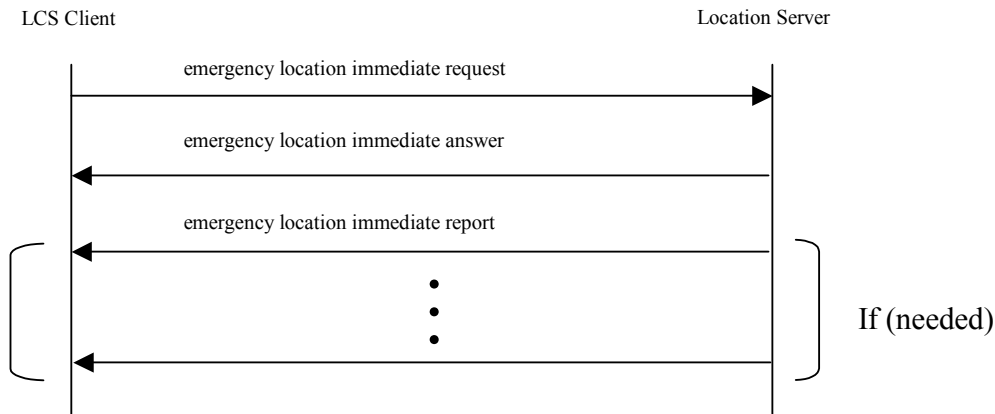 LCS Client
Location Server
emergency location immediate request
emergency location immediate answer
emergency location immediate report
If (needed)